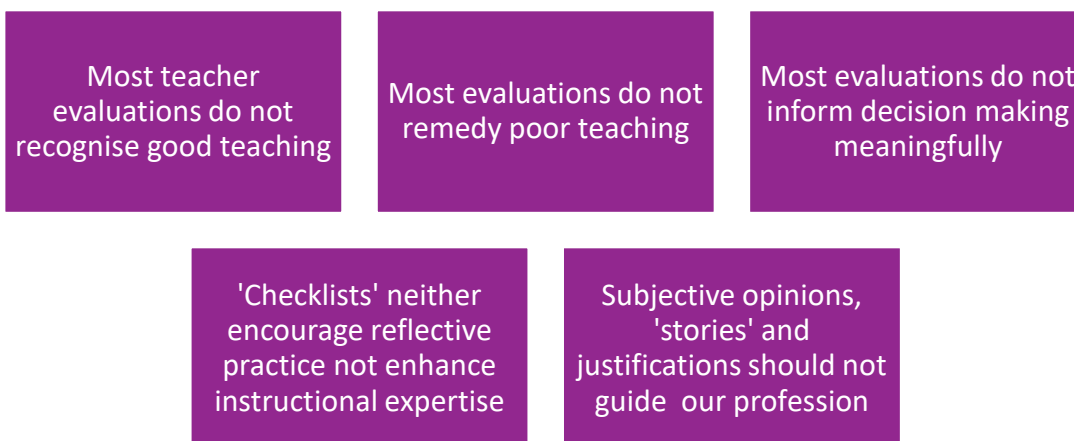 Most teacher
evaluations do not
recognise good teaching
Most evaluations do not
remedy poor teaching
Most evaluations do not
inform decision making
meaningfully
'Checklists' neither
encourage reflective
practice not enhance
instructional expertise
Subjective opinions,
'stories' and
justifications should not
guide  our profession